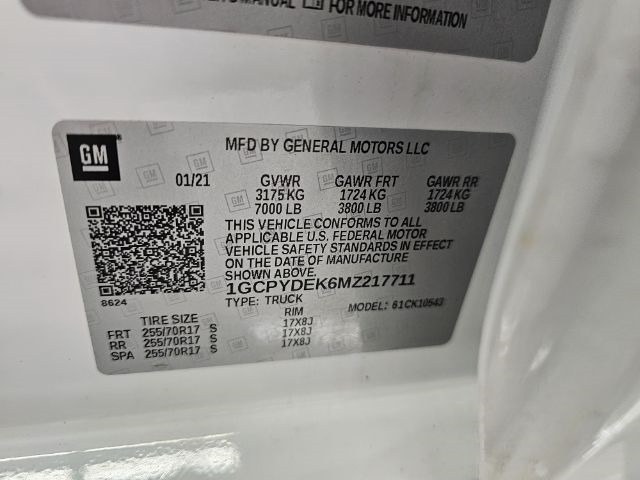 MANUAL FOR MORE INFORMATION
GM
MFD BY GENERAL MOTORS LLC
01/21 GVWR GAWR FRT GAWR RR
3175 KG 1724 KG 1724 KG
7000 LB 3800 LB 3800 LB
THIS VEHICLE CONFORMS TO ALL
APPLICABLE U.S. FEDERAL MOTOR
VEHICLE SAFETY STANDARDS IN EFFECT
ON THE DATE OF MANUFACTURE
SHOWN ABOVE.
8624 1GCPYDEK6MZ217711
TYPE: TRUCK MODEL: 61CK10543
TIRE SIZE RIM
FRT 255/70R17 S 17X8J
RR 255/70R17 S 17X8J
SPA 255/70R17 S 17X8J